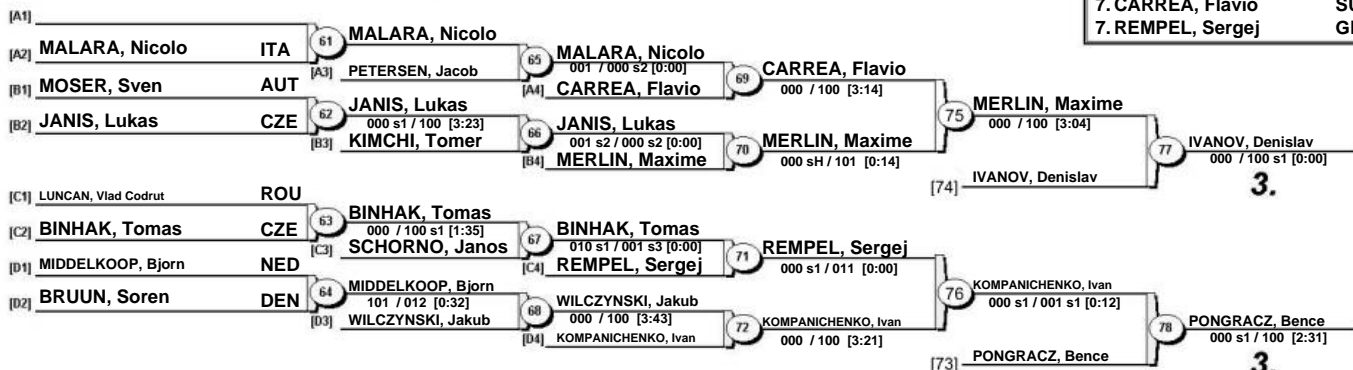 7. CARREA, Flavio
7. REMPEL, Sergej
[A1]
[A2] MALARA, Nicolo ITA
61 MALARA, Nicolo
[A3] PETERSEN, Jacob
65 MALARA, Nicolo
001 / 000 s2 [0:00]
[A4] CARREA, Flavio
69 CARREA, Flavio
000 / 100 [3:14]
[B1] MOSER, Sven AUT
[B2] JANIS, Lukas CZE
62 JANIS, Lukas
000 s1 / 100 [3:23]
[B3] KIMCHI, Tomer
66 JANIS, Lukas
001 s2 / 000 s2 [0:00]
[B4] MERLIN, Maxime
70 MERLIN, Maxime
000 sH / 101 [0:14]
75 MERLIN, Maxime
000 / 100 [3:04]
[74] IVANOV, Denislav
77 IVANOV, Denislav
000 / 100 s1 [0:00]
3.
[C1] LUNCAN, Vlad Codrut ROU
[C2] BINHAK, Tomas CZE
63 BINHAK, Tomas
000 / 100 s1 [1:35]
[C3] SCHORNO, Janos
67 BINHAK, Tomas
010 s1 / 001 s3 [0:00]
[C4] REMPEL, Sergej
71 REMPEL, Sergej
000 s1 / 011 [0:00]
[D1] MIDDELKOOP, Bjorn NED
[D2] BRUUN, Soren DEN
64 MIDDELKOOP, Bjorn
101 / 012 [0:32]
[D3] WILCZYNSKI, Jakub
68 WILCZYNSKI, Jakub
000 / 100 [3:43]
[D4] KOMPANICHENKO, Ivan
72 KOMPANICHENKO, Ivan
000 / 100 [3:21]
76 KOMPANICHENKO, Ivan
000 s1 / 001 s1 [0:12]
[73] PONGRACZ, Bence
78 PONGRACZ, Bence
000 s1 / 100 [2:31]
3.